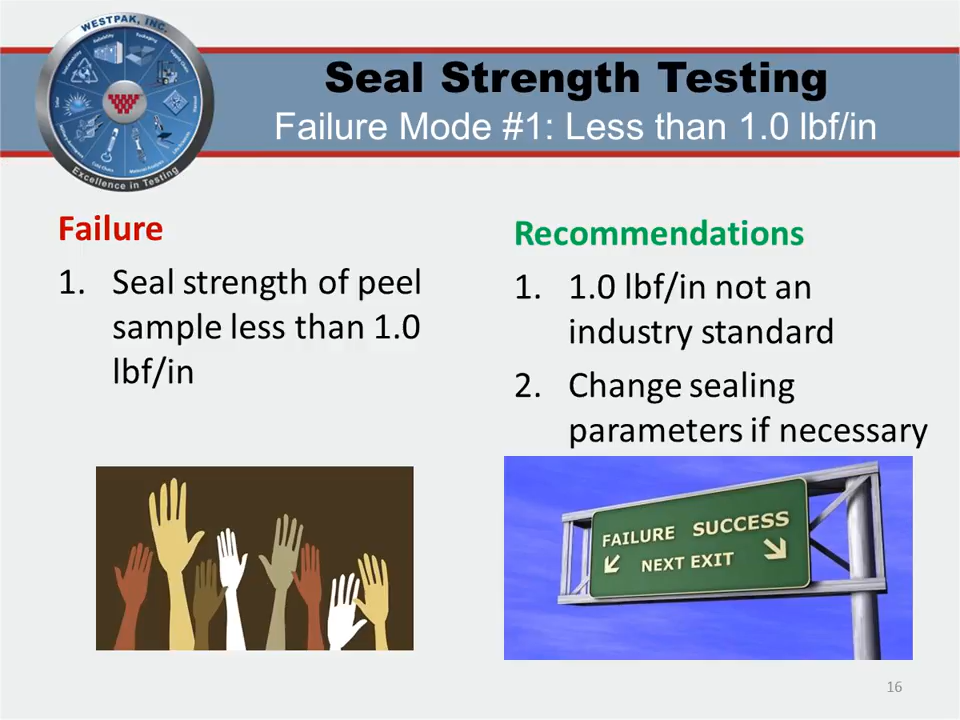 WESTPAK, INC.
Excellence in Testing
Seal Strength Testing
Failure Mode #1: Less than 1.0 lbf/in
Failure
1. Seal strength of peel
sample less than 1.0
lbf/in
Recommendations
1. 1.0 lbf/in not an
industry standard
2. Change sealing
parameters if necessary
FAILURE SUCCESS
NEXT EXIT
16